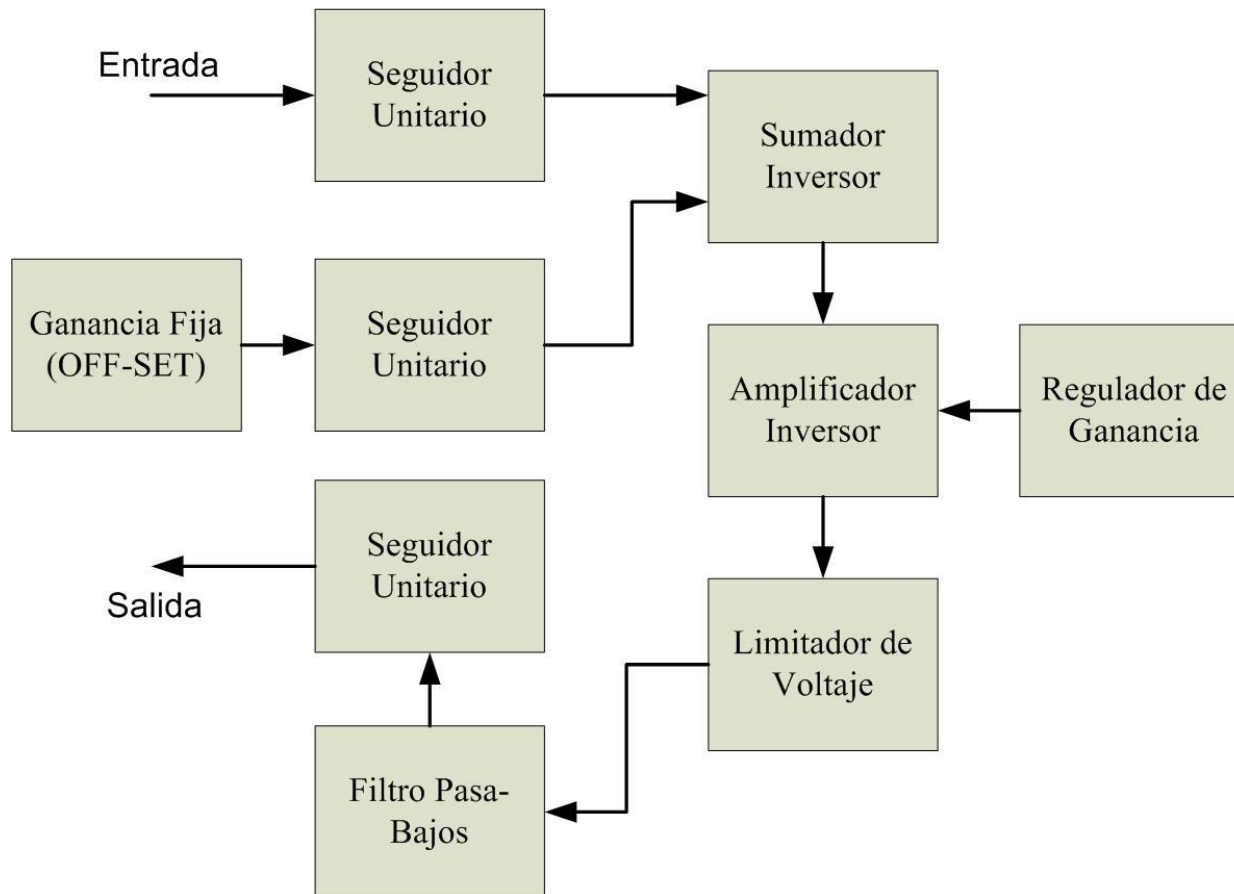 Entrada
Seguidor
Unitario
Sumador
Inversor
Ganancia Fija
(OFF-SET)
Seguidor
Unitario
Amplificador
Inversor
Regulador de
Ganancia
Seguidor
Unitario
Salida
Limitador de
Voltaje
Filtro Pasa-
Bajos